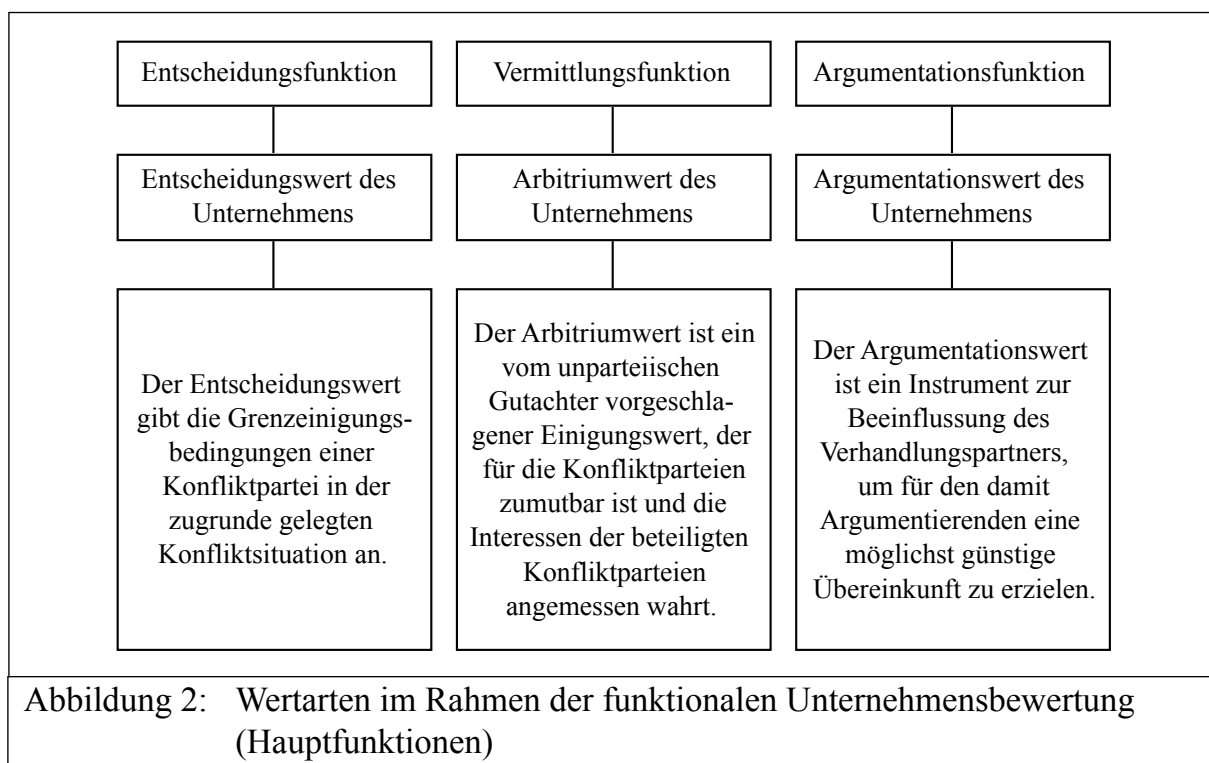 Entscheidungsfunktion
Vermittlungsfunktion
Argumentationsfunktion
Entscheidungswert des
Unternehmens
Arbitriumwert des
Unternehmens
Argumentationswert des
Unternehmens
Der Entscheidungswert
gibt die Grenzeinigungs-
bedingungen einer
Konfliktpartei in der
zugrunde gelegten
Konfliktsituation an.
Der Arbitriumwert ist ein
vom unparteiischen
Gutachter vorgeschla-
gener Einigungswert, der
für die Konfliktparteien
zumutbar ist und die
Interessen der beteiligten
Konfliktparteien
angemessen wahrt.
Der Argumentationswert
ist ein Instrument zur
Beeinflussung des
Verhandlungspartners,
um für den damit
Argumentierenden eine
möglichst günstige
Übereinkunft zu erzielen.
Abbildung 2: Wertarten im Rahmen der funktionalen Unternehmensbewertung
(Hauptfunktionen)